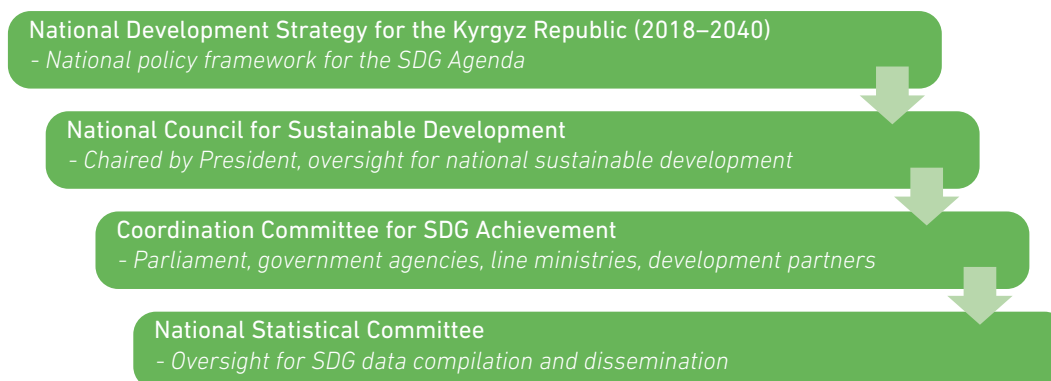 National Development Strategy for the Kyrgyz Republic (2018–2040)
- National policy framework for the SDG Agenda
National Council for Sustainable Development
- Chaired by President, oversight for national sustainable development
Coordination Committee for SDG Achievement
- Parliament, government agencies, line ministries, development partners
National Statistical Committee
- Oversight for SDG data compilation and dissemination